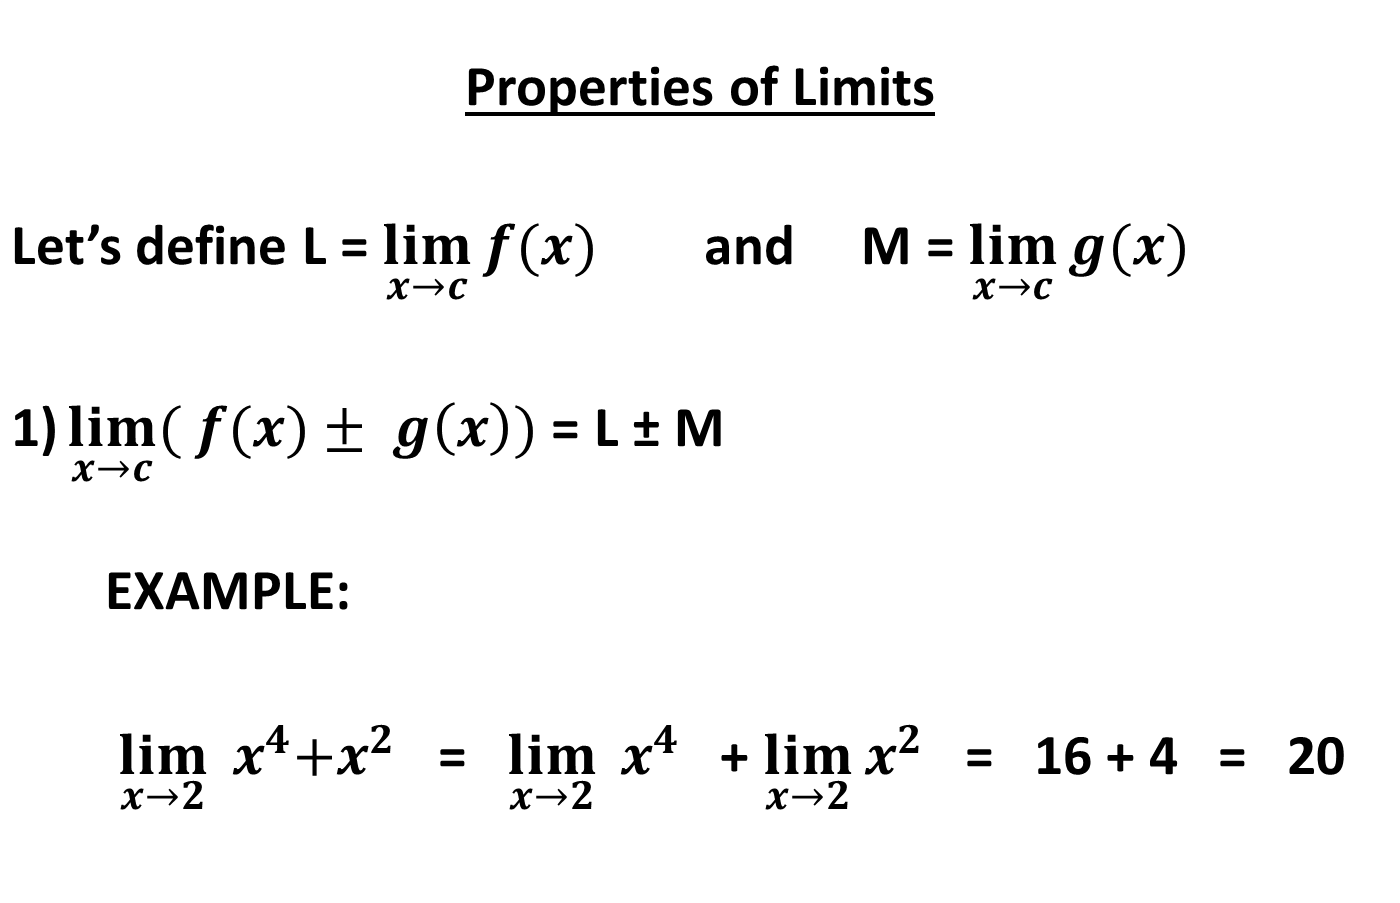 Properties of Limits
Let’s define L = lim x→c f(x) and M = lim x→c g(x)
1) lim x→c ( f(x) ± g(x)) = L ± M
EXAMPLE:
lim x→2 x⁴+x² = lim x→2 x⁴ + lim x→2 x² = 16 + 4 = 20